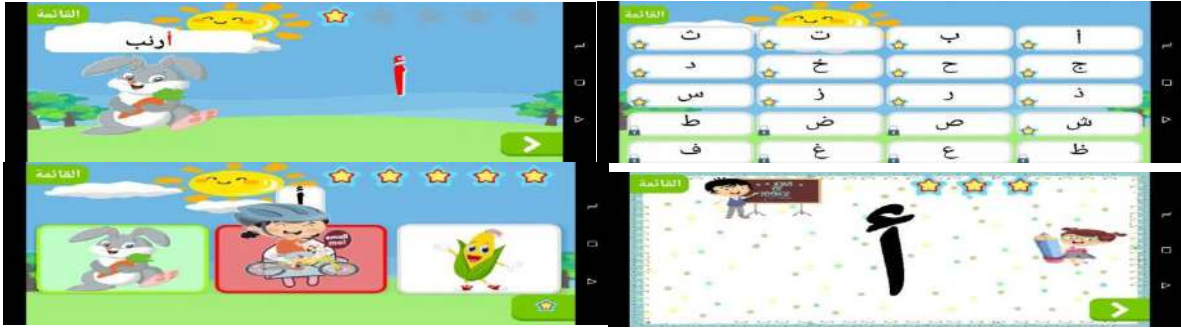 القائمة
أرنب
أ
القائمة
أ ب ت ث
ج ح خ د
ذ ر ز س
ش ص ض ط
ظ ع غ ف
القائمة
أ
القائمة
أ